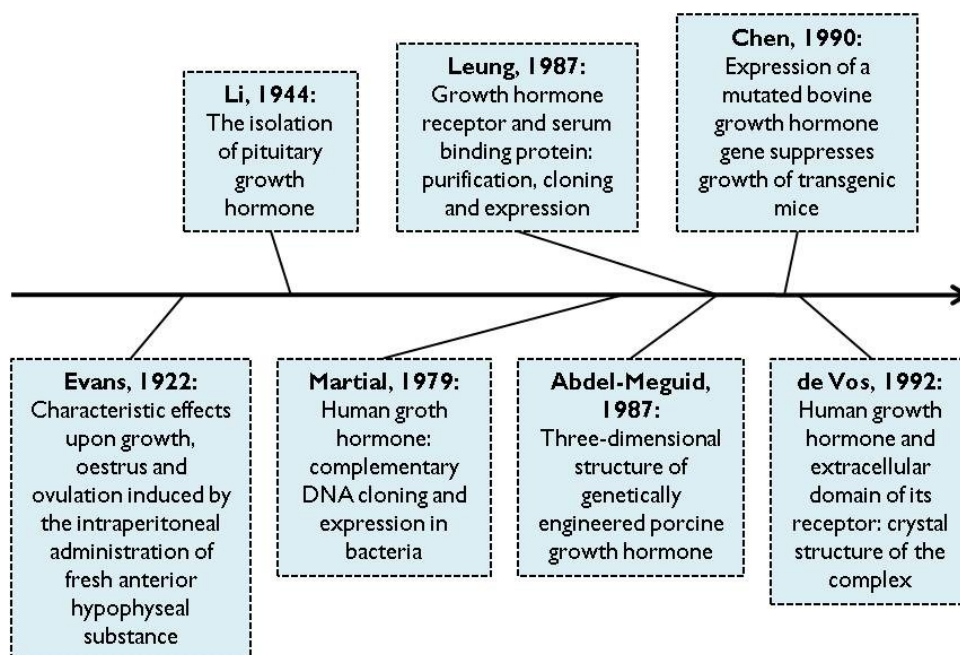 Li, 1944:
The isolation
of pituitary
growth
hormone
Leung, 1987:
Growth hormone
receptor and serum
binding protein:
purification, cloning
and expression
Chen, 1990:
Expression of a
mutated bovine
growth hormone
gene suppresses
growth of transgenic
mice
Evans, 1922:
Characteristic effects
upon growth,
oestrus and
ovulation induced by
the intraperitoneal
administration of
fresh anterior
hypophyseal
substance
Martial, 1979:
Human groth
hormone:
complementary
DNA cloning and
expression in
bacteria
Abdel-Meguid,
1987:
Three-dimensional
structure of
genetically
engineered porcine
growth hormone
de Vos, 1992:
Human growth
hormone and
extracellular
domain of its
receptor: crystal
structure of the
complex